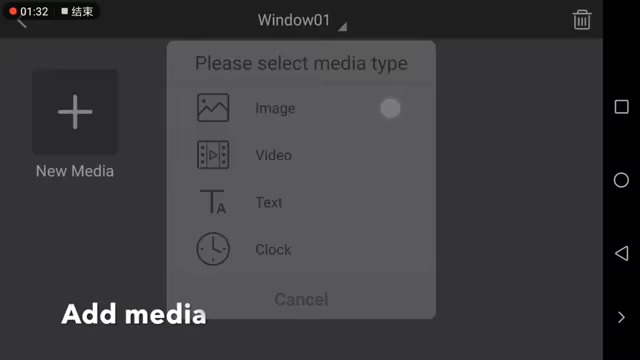 01:32 结束
Window01
Please select media type
Image
Video
Text
Clock
New Media
Cancel
Add media